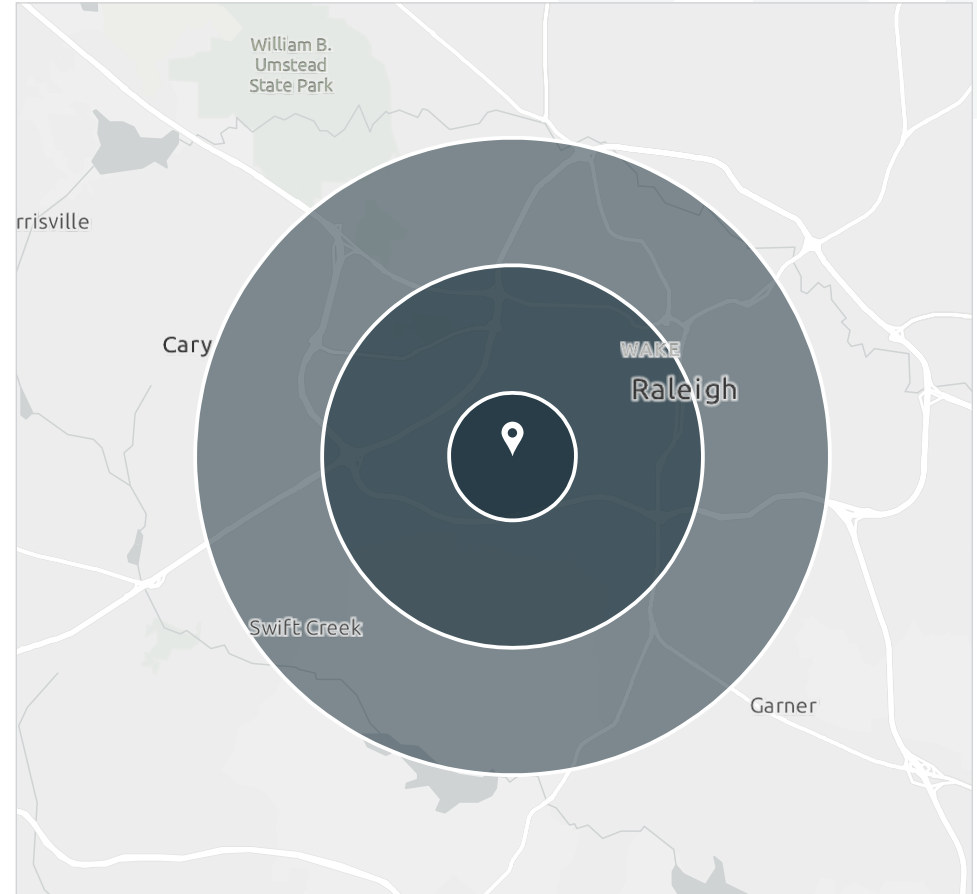 William B.
Umstead
State Park
rrisville
Cary
WAKE
Raleigh
Swift Creek
Garner